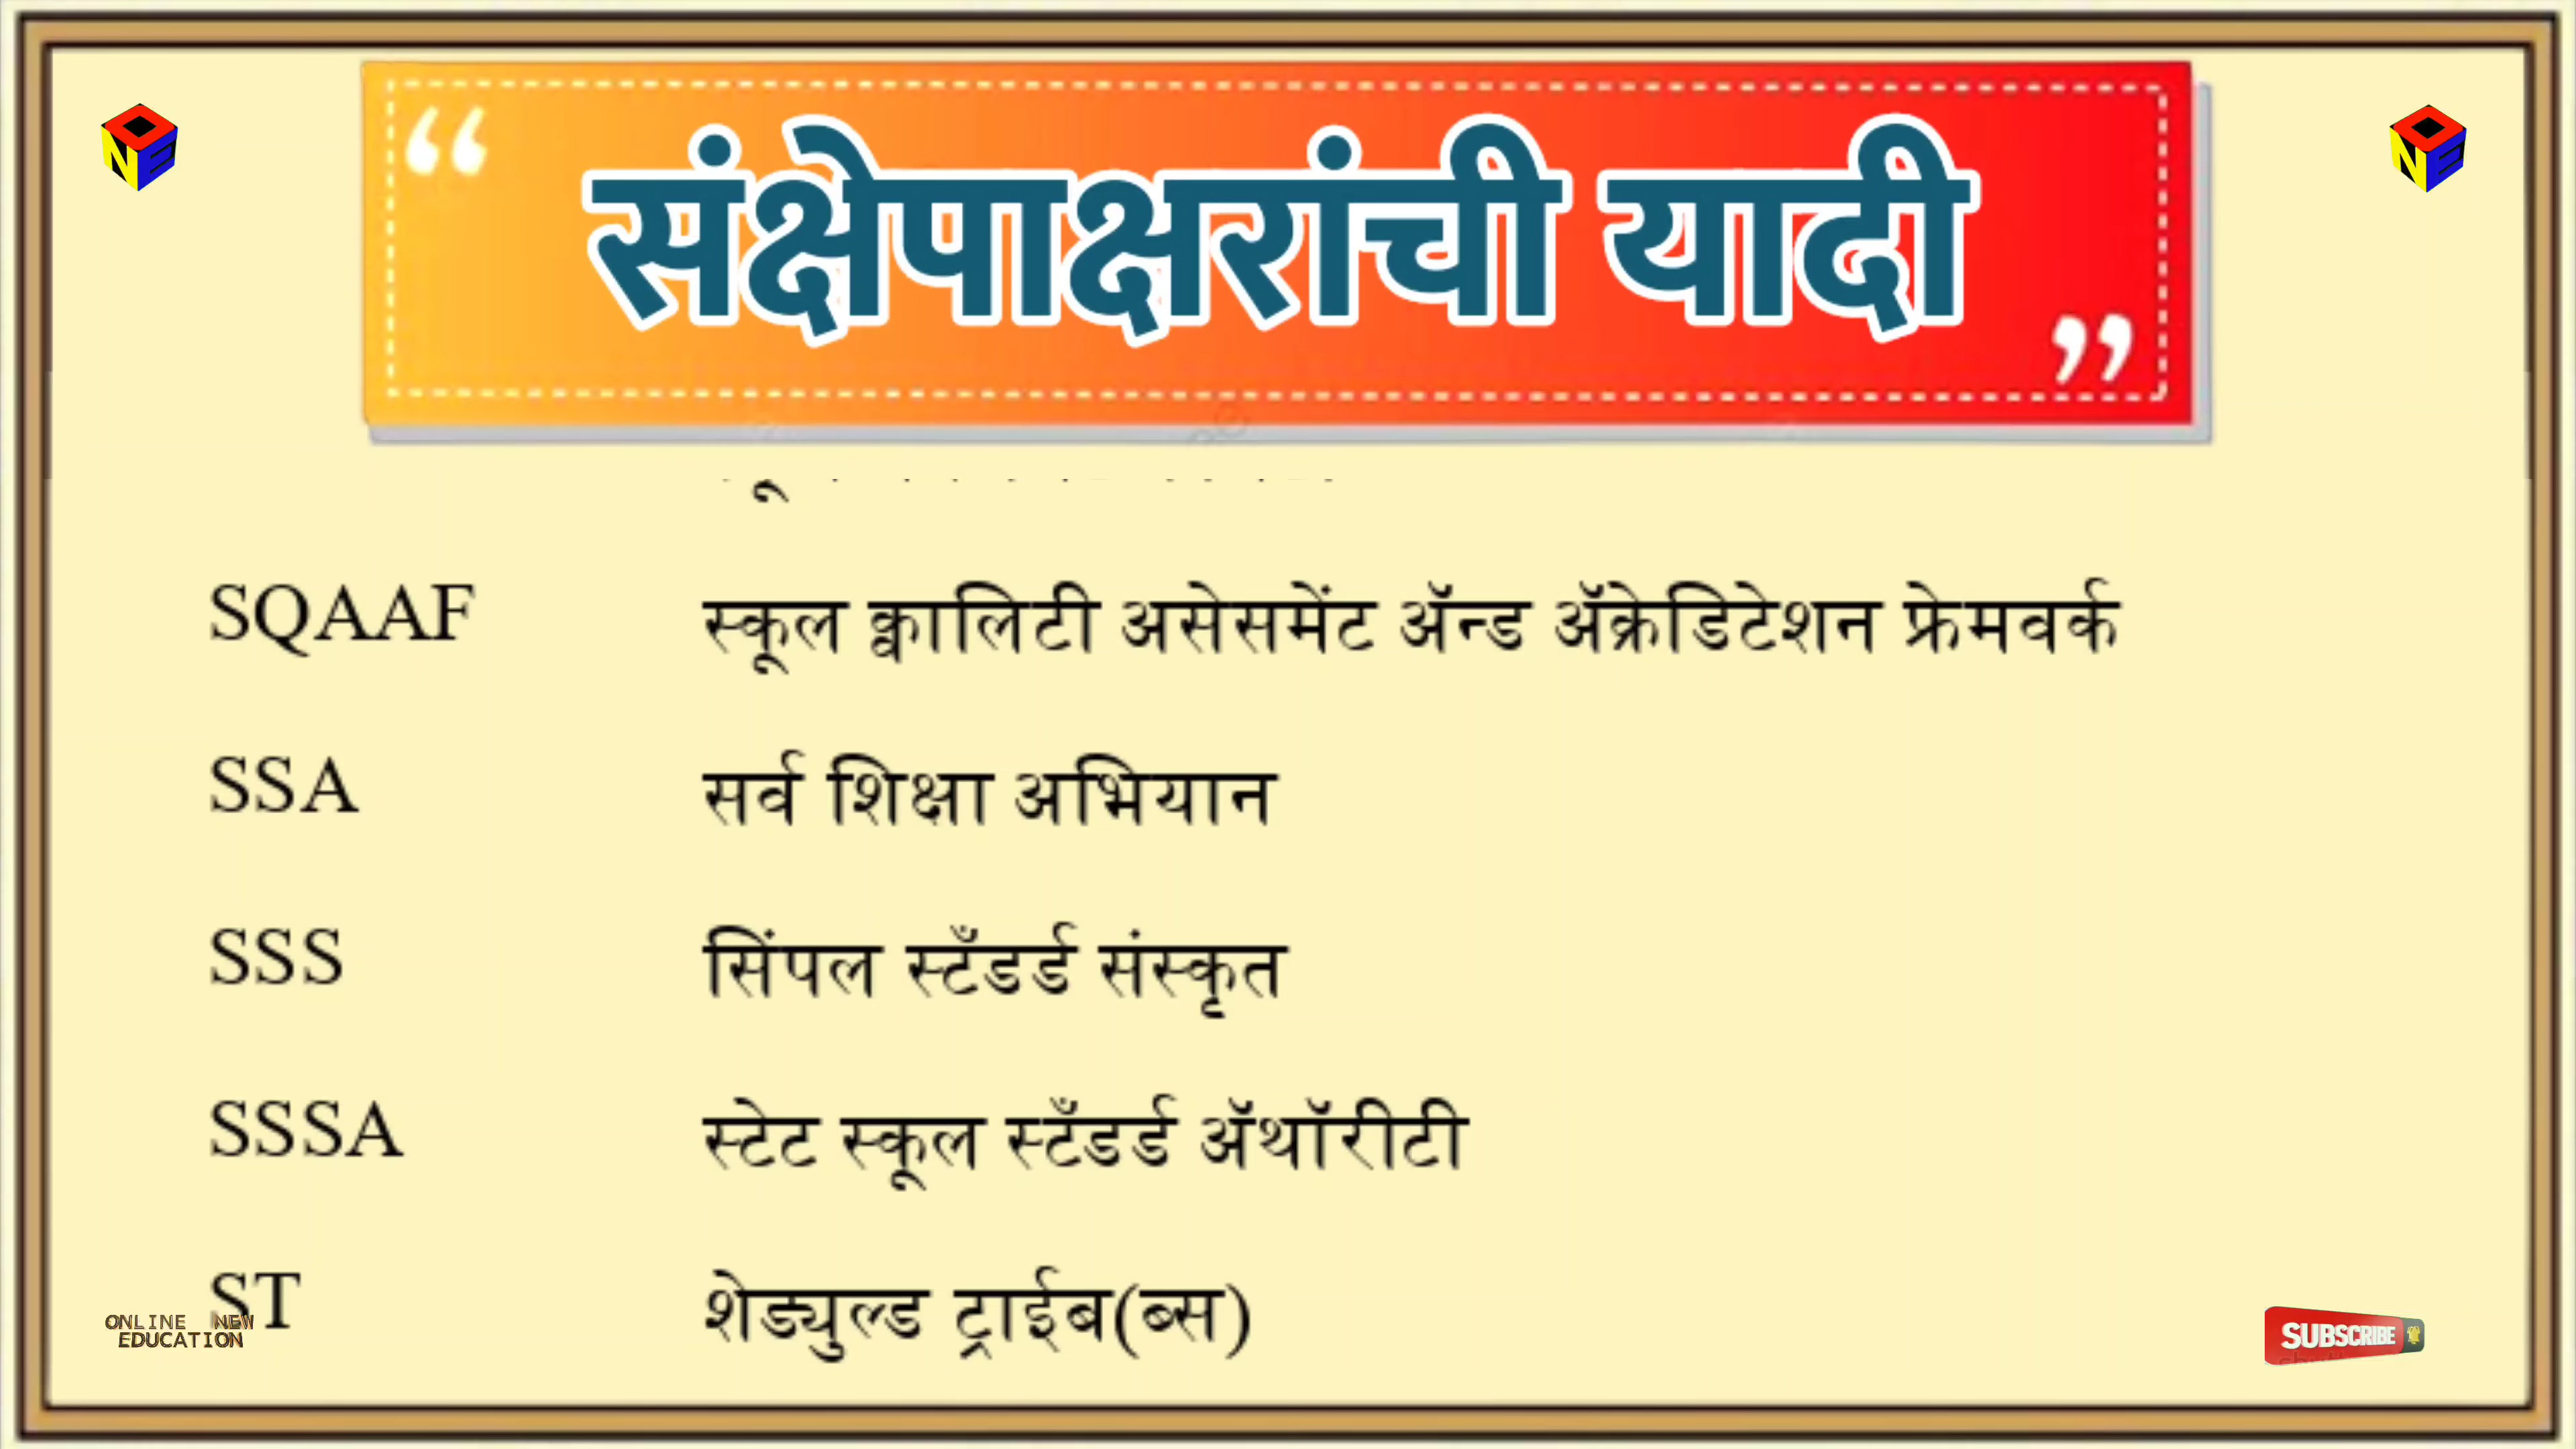 संक्षेपाक्षरांची यादी
SQAAF स्कूल क्वालिटी असेसमेंट अ‍ॅन्ड अ‍ॅक्रेडिटेशन फ्रेमवर्क
SSA सर्व शिक्षा अभियान
SSS सिंपल स्टँडर्ड संस्कृत
SSSA स्टेट स्कूल स्टँडर्ड अ‍ॅथॉरीटी
ST शेड्युल्ड ट्राईब(ब्स)
ONLINE NEW
EDUCATION
SUBSCRIBE